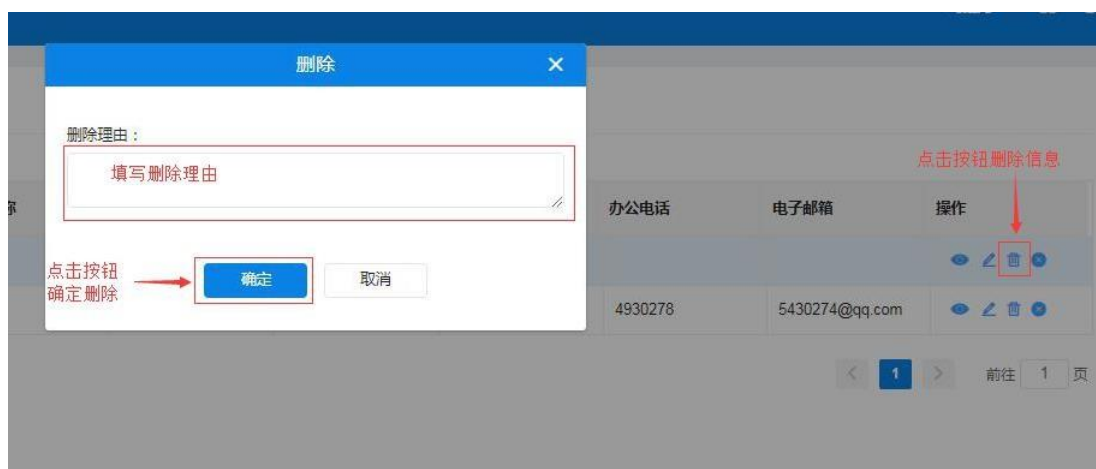 删除
删除理由：
填写删除理由
点击按钮删除信息
称 办公电话 电子邮箱 操作
点击按钮
确定删除
确定 取消
4930278 5430274@qq.com
1 前往 1 页